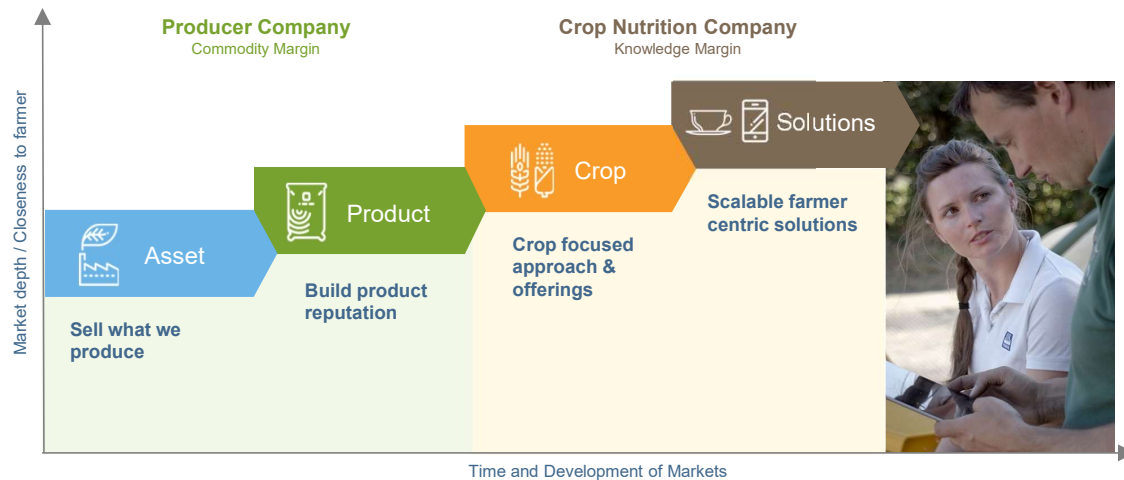 Producer Company
Commodity Margin
Crop Nutrition Company
Knowledge Margin
Market depth / Closeness to farmer
Asset
Product
Crop
Solutions
Sell what we
produce
Build product
reputation
Crop focused
approach &
offerings
Scalable farmer
centric solutions
Time and Development of Markets